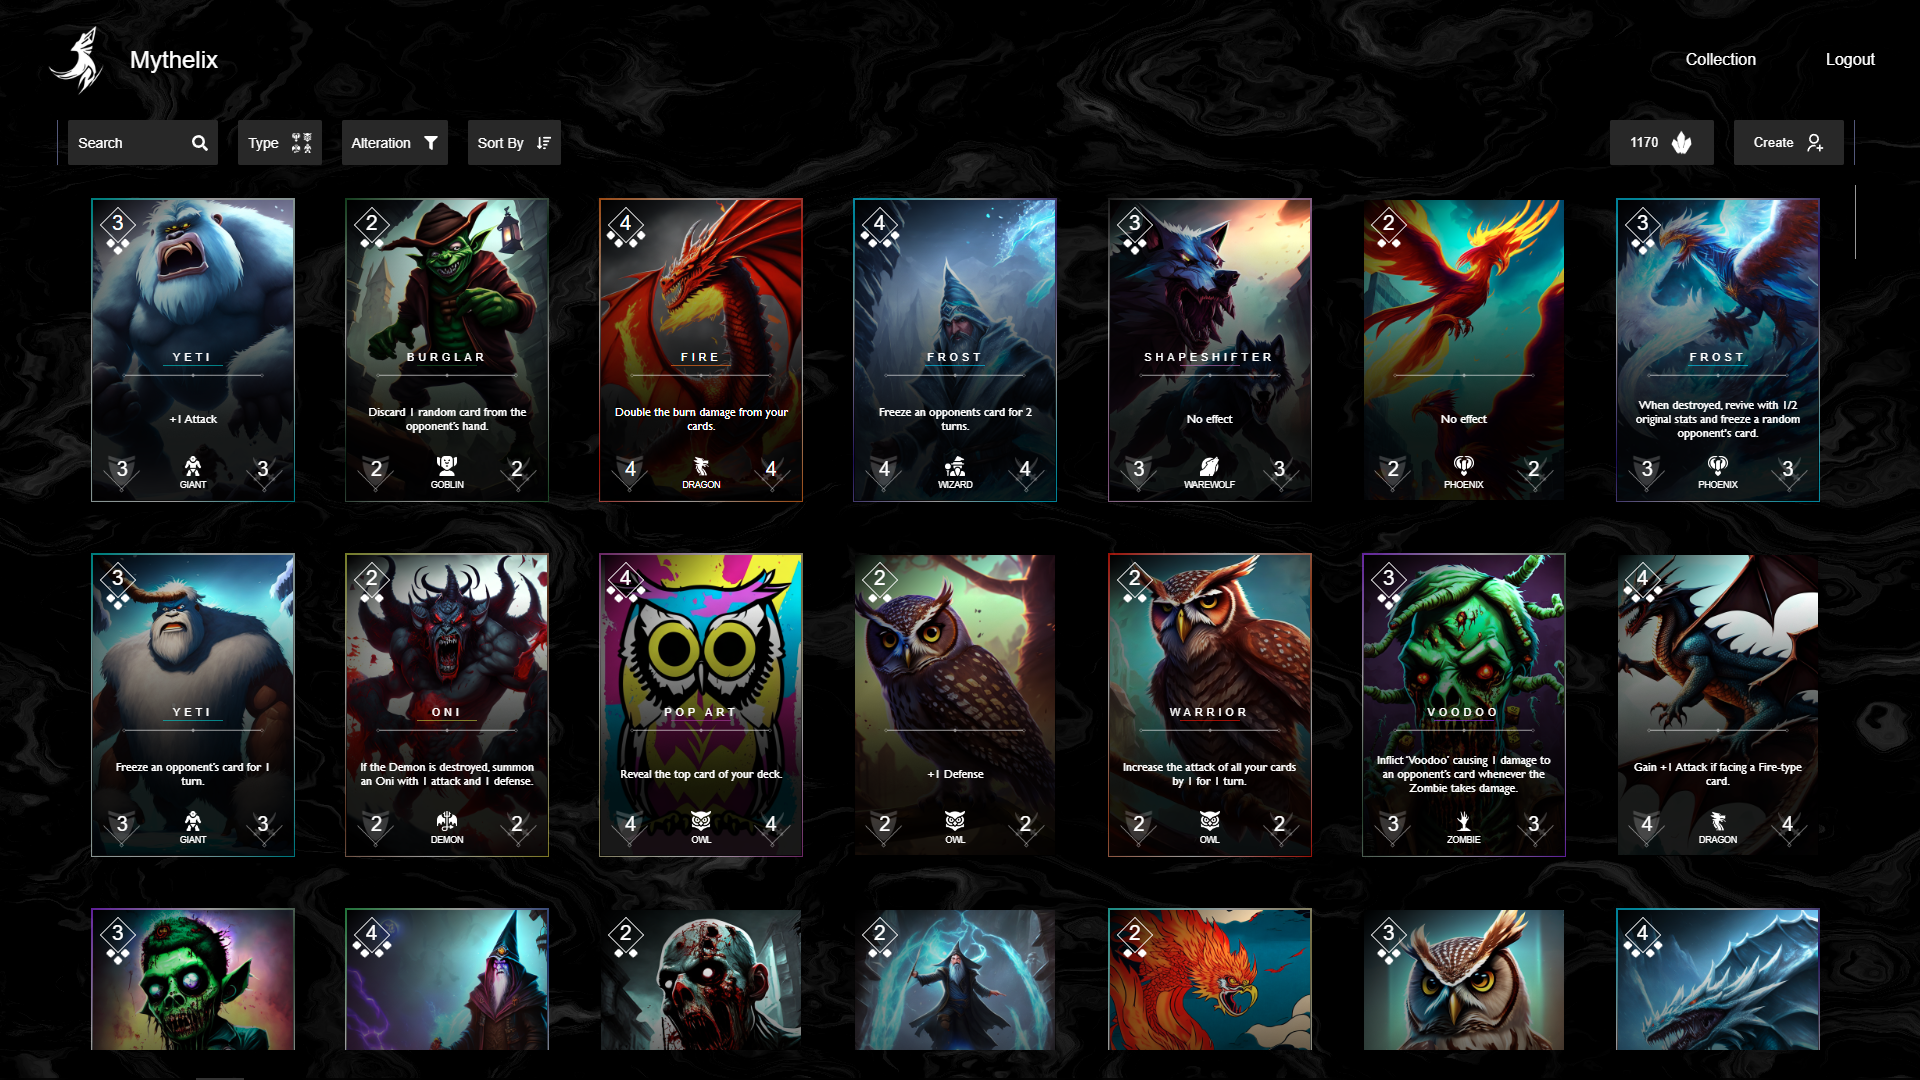 Mythelix
Collection
Logout
Search
Type
Alteration
Sort By
1170
Create
3
YETI
+1 Attack
3
GIANT
3
2
BURGLAR
Discard 1 random card from the
opponent's hand.
2
GOBLIN
2
4
FIRE
Double the burn damage from your
cards.
4
DRAGON
4
4
FROST
Freeze an opponents card for 2
turns.
4
WIZARD
4
3
SHAPESHIFTER
No effect
3
WAREWOLF
3
2
No effect
2
PHOENIX
2
3
FROST
When destroyed, revive with 1/2
original stats and freeze a random
opponent's card.
3
PHOENIX
3
3
YETI
Freeze an opponent's card for 1
turn.
3
GIANT
3
2
ONI
If the Demon is destroyed, summon
an Oni with 1 attack and 1 defense.
2
DEMON
2
4
POP ART
Reveal the top card of your deck.
4
OWL
4
2
+1 Defense
2
OWL
2
2
WARRIOR
Increase the attack of all your cards
by 1 for 1 turn.
2
OWL
2
3
VOODOO
Inflict 'Voodoo' causing 1 damage to
an opponent's card whenever the
Zombie takes damage.
3
ZOMBIE
3
4
Gain +1 Attack if facing a Fire-type
card.
4
DRAGON
4
3
4
2
2
2
3
4